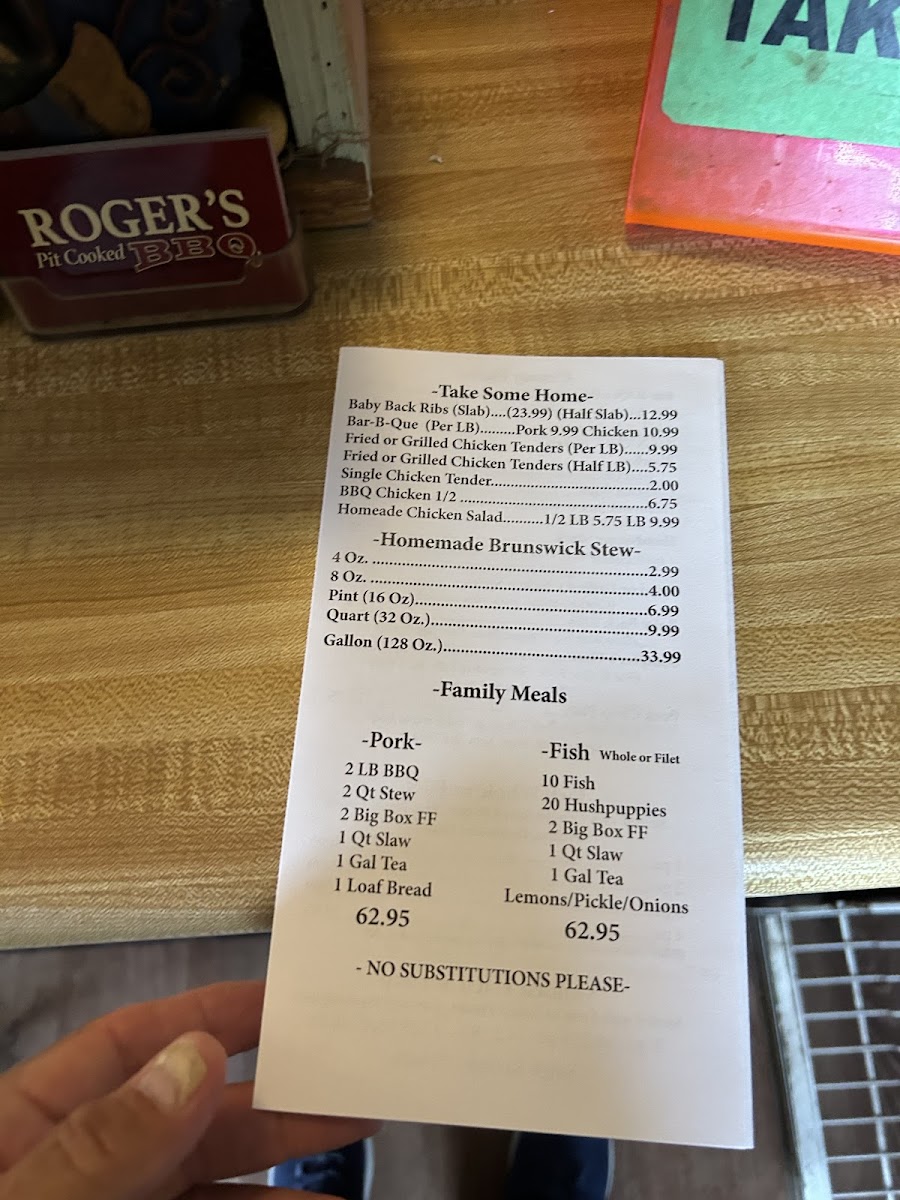 TAK
ROGER'S
Pit Cooked BBQ
-Take Some Home-
Baby Back Ribs (Slab)....(23.99) (Half Slab)...12.99
Bar-B-Que (Per LB).........Pork 9.99 Chicken 10.99
Fried or Grilled Chicken Tenders (Per LB)......9.99
Fried or Grilled Chicken Tenders (Half LB)....5.75
Single Chicken Tender......................................2.00
BBQ Chicken 1/2 .............................................6.75
Homeade Chicken Salad..........1/2 LB 5.75 LB 9.99
-Homemade Brunswick Stew-
4 Oz. ..................................................................2.99
8 Oz. ..................................................................4.00
Pint (16 Oz).......................................................6.99
Quart (32 Oz.)....................................................9.99
Gallon (128 Oz.)...............................................33.99
-Family Meals
-Pork-
2 LB BBQ
2 Qt Stew
2 Big Box FF
1 Qt Slaw
1 Gal Tea
1 Loaf Bread
62.95
-Fish Whole or Filet
10 Fish
20 Hushpuppies
2 Big Box FF
1 Qt Slaw
1 Gal Tea
Lemons/Pickle/Onions
62.95
- NO SUBSTITUTIONS PLEASE-